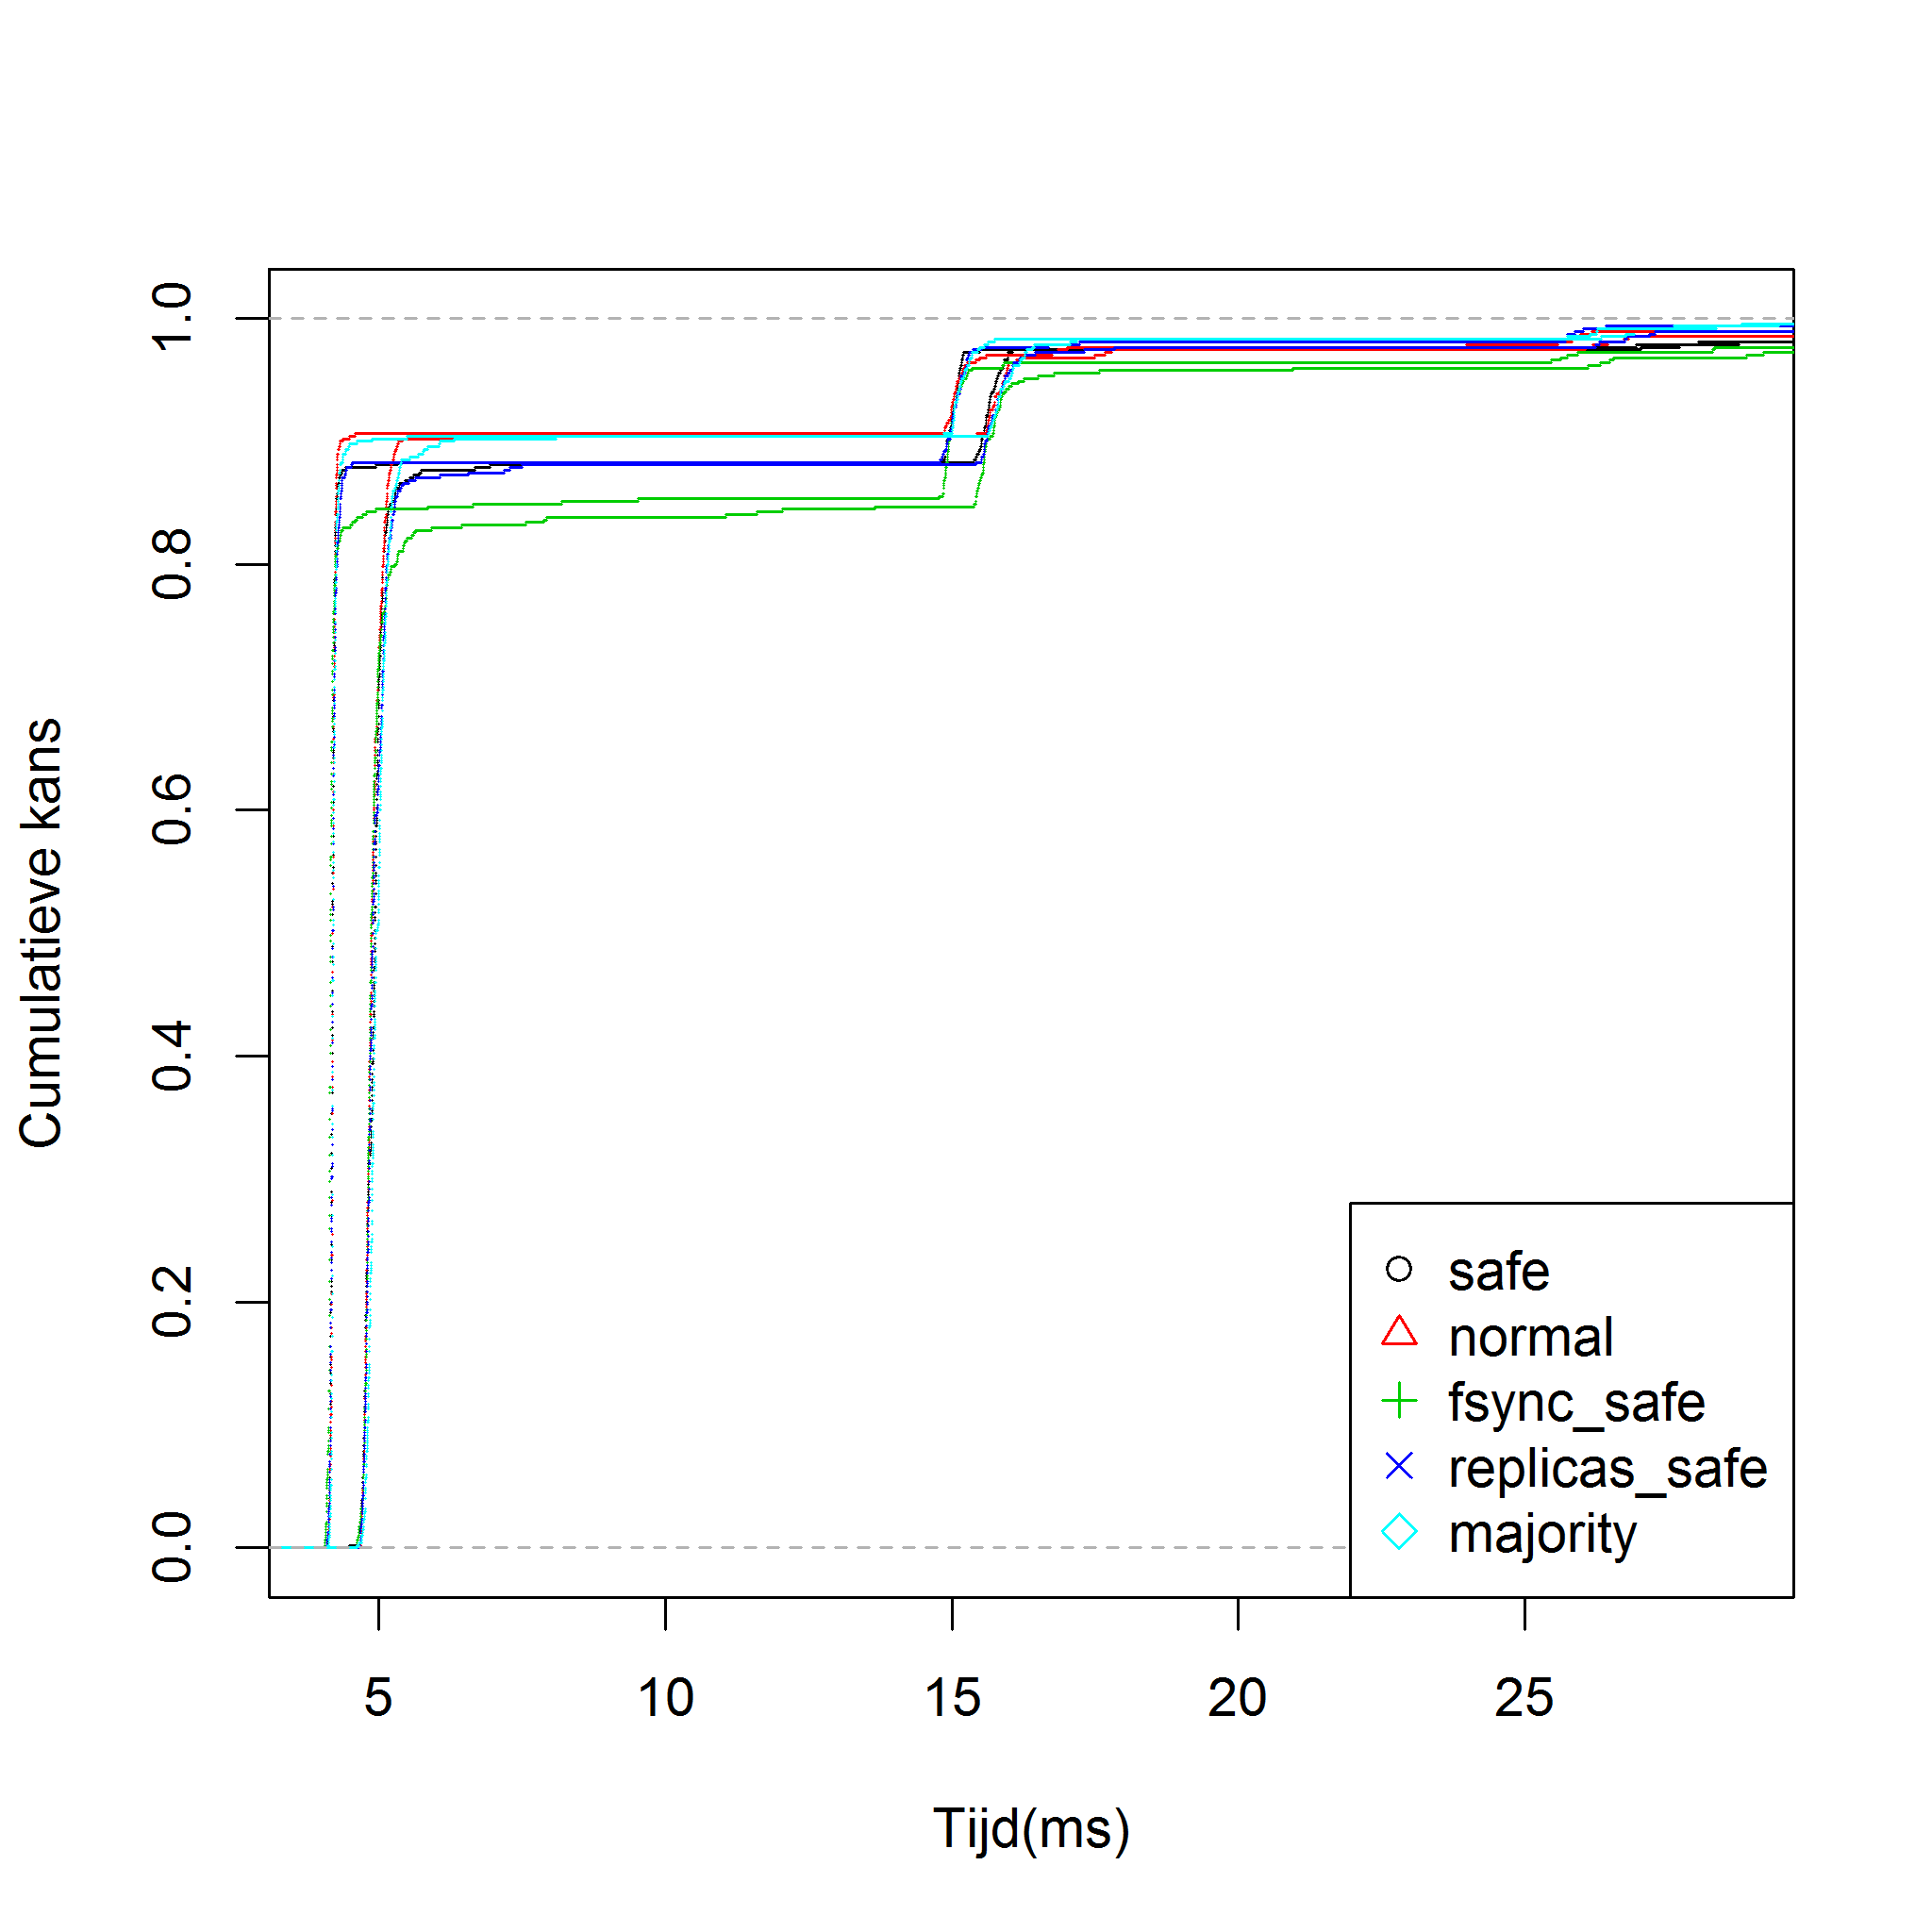 Cumulatieve kans
1.0
0.8
0.6
0.4
0.2
0.0
safe
normal
fsync_safe
replicas_safe
majority
5 10 15 20 25
Tijd(ms)